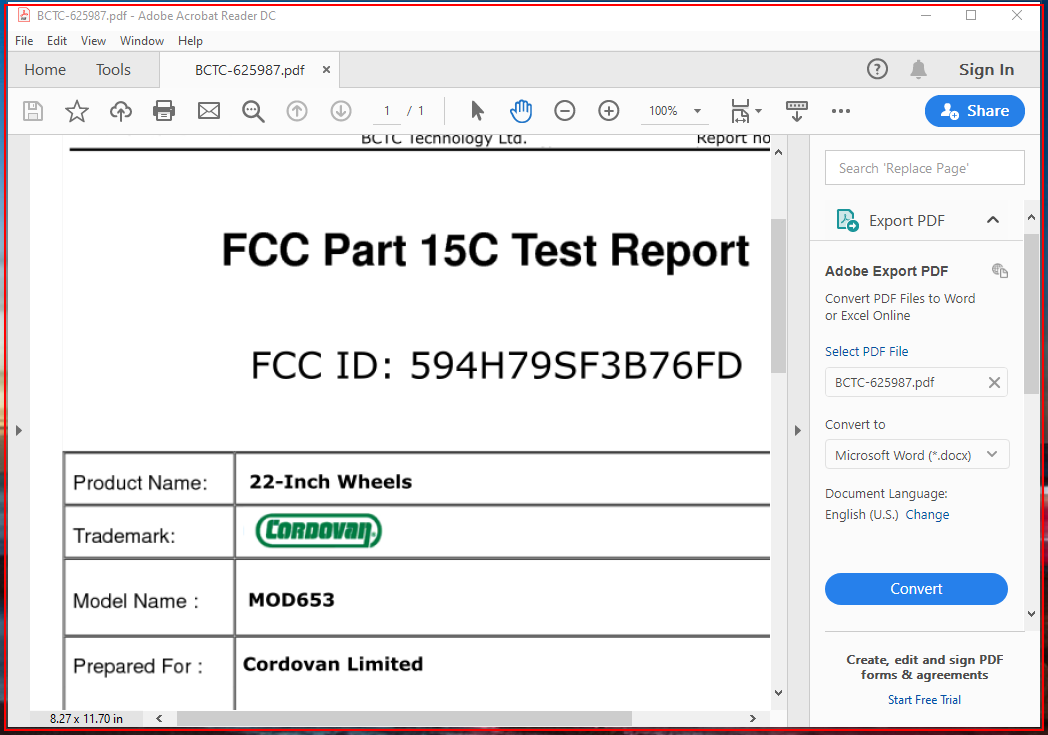 BCTC-625987.pdf - Adobe Acrobat Reader DC
File Edit View Window Help
Home Tools BCTC-625987.pdf × Sign In
1 / 1 100% Share
BCTC Technology Ltd. Report no
FCC Part 15C Test Report
FCC ID: 594H79SF3B76FD
Product Name: 22-Inch Wheels
Trademark: CORDOVAN
Model Name : MOD653
Prepared For : Cordovan Limited
8.27 x 11.70 in
Search 'Replace Page'
Export PDF
Adobe Export PDF
Convert PDF Files to Word
or Excel Online
Select PDF File
BCTC-625987.pdf
Convert to
Microsoft Word (*.docx)
Document Language:
English (U.S.) Change
Convert
Create, edit and sign PDF
forms & agreements
Start Free Trial